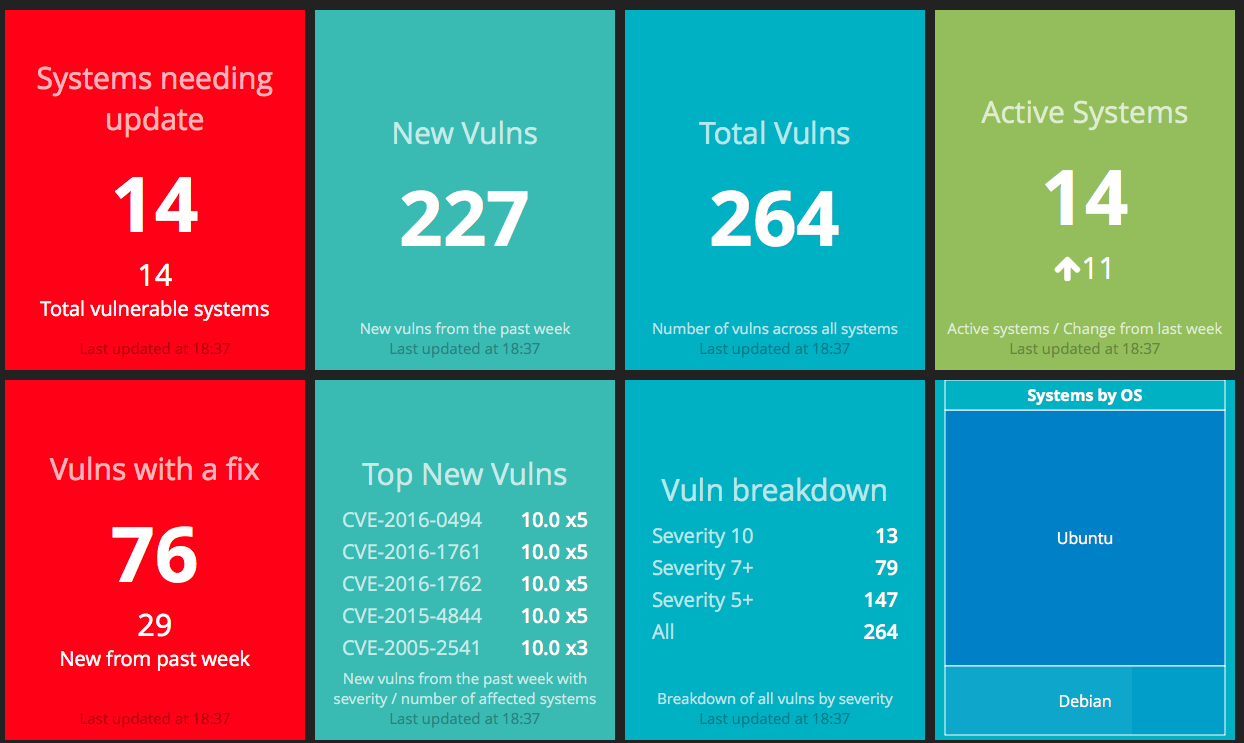 Systems needing
update
14
14
Total vulnerable systems
Last updated at 18:37
New Vulns
227
New vulns from the past week
Last updated at 18:37
Total Vulns
264
Number of vulns across all systems
Last updated at 18:37
Active Systems
14
↑11
Active systems / Change from last week
Last updated at 18:37
Vulns with a fix
76
29
New from past week
Last updated at 18:37
Top New Vulns
CVE-2016-0494 10.0 x5
CVE-2016-1761 10.0 x5
CVE-2016-1762 10.0 x5
CVE-2015-4844 10.0 x5
CVE-2005-2541 10.0 x3
New vulns from the past week with
severity / number of affected systems
Last updated at 18:37
Vuln breakdown
Severity 10 13
Severity 7+ 79
Severity 5+ 147
All 264
Breakdown of all vulns by severity
Last updated at 18:37
Systems by OS
Ubuntu
Debian